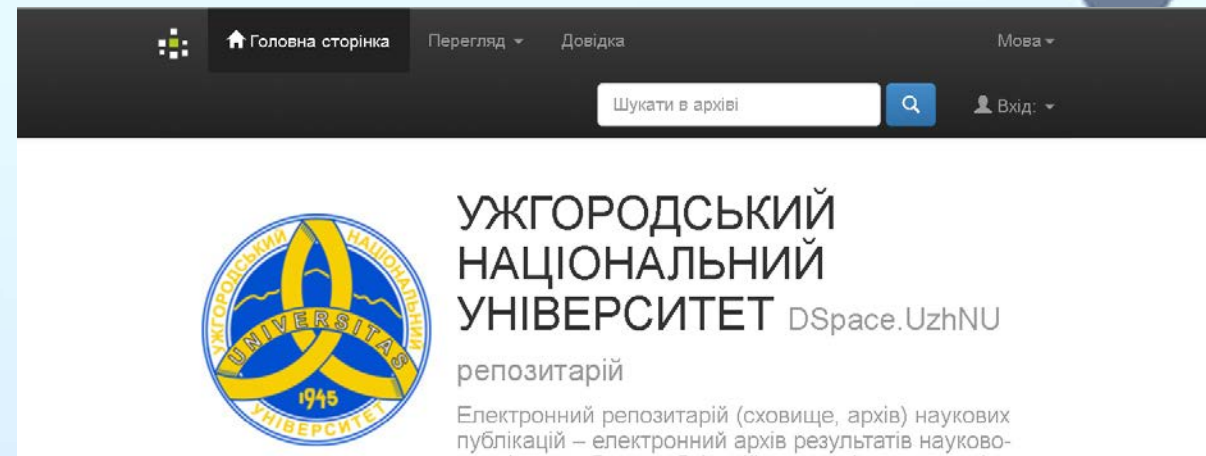 Головна сторінка Перегляд Довідка Мова
Шукати в архіві Вхід:
УЖГОРОДСЬКИЙ
НАЦІОНАЛЬНИЙ
УНІВЕРСИТЕТ DSpace.UzhNU
репозитарій
УЖГОРОДСЬКИЙ НАЦІОНАЛЬНИЙ
UNIVERSITAS
1945
УНІВЕРСИТЕТ
Електронний репозитарій (сховище, архів) наукових
публікацій – електронний архів результатів науково-